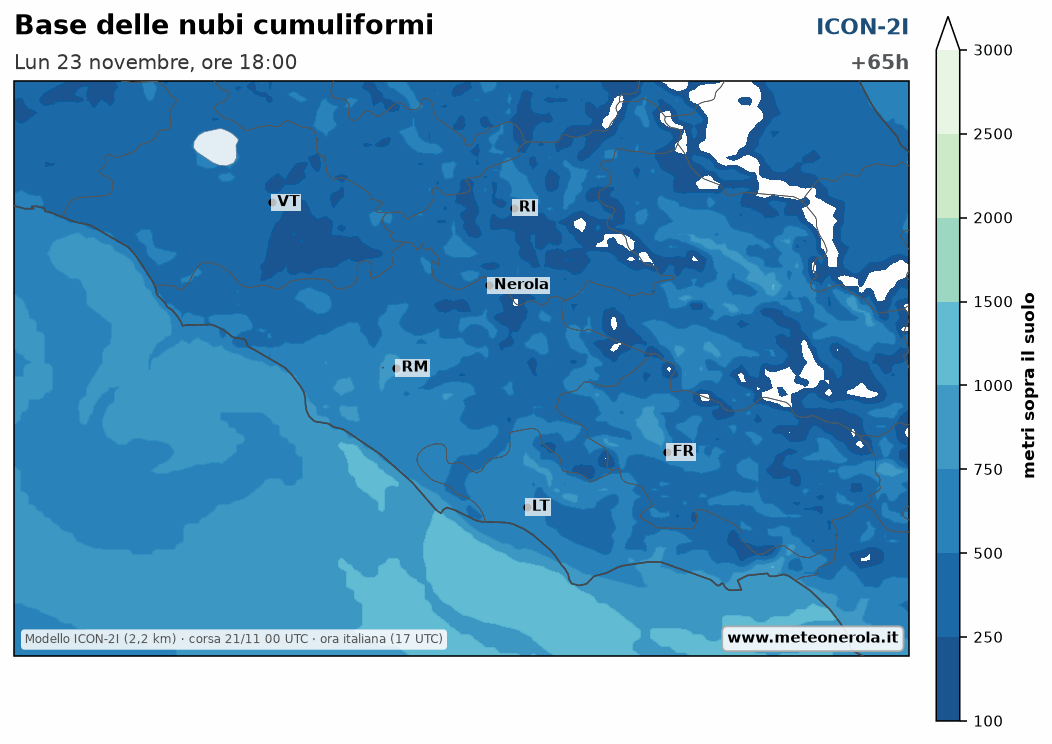 Base delle nubi cumuliformi
ICON-2I
Lun 23 novembre, ore 18:00
+65h
3000
2500
2000
1500
1000
750
500
250
100
metri sopra il suolo
VT
RI
Nerola
RM
FR
LT
Modello ICON-2I (2,2 km) · corsa 21/11 00 UTC · ora italiana (17 UTC)
www.meteonerola.it